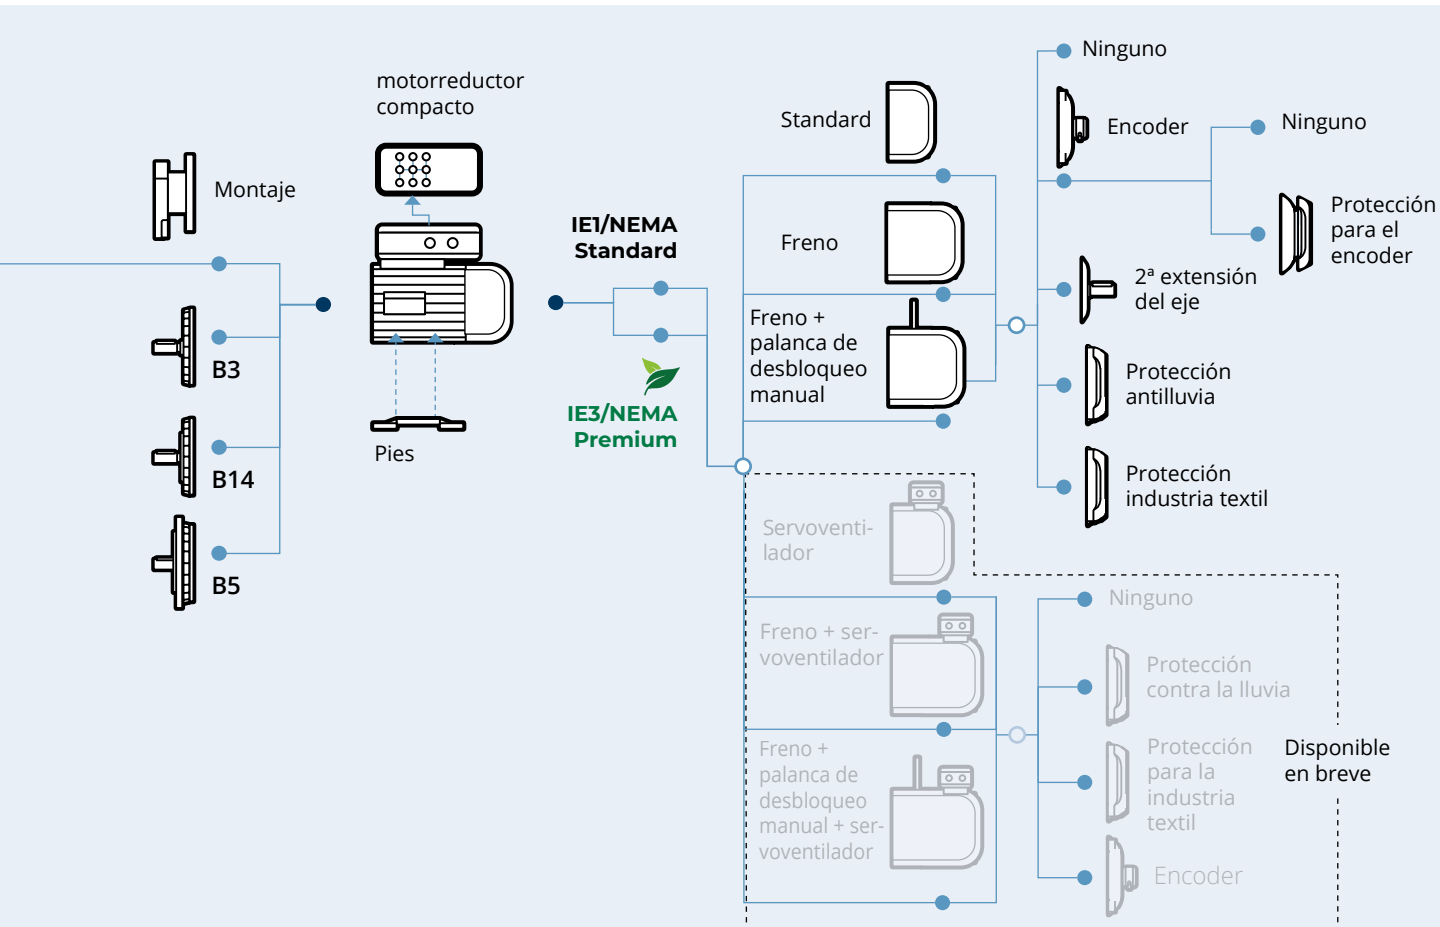 motorreductor
compacto
Montaje
B3
B14
B5
Pies
IE1/NEMA
Standard
IE3/NEMA
Premium
Standard
Freno
Freno +
palanca de
desbloqueo
manual
Ninguno
Encoder
Ninguno
Protección
para el
encoder
2ª extensión
del eje
Protección
antilluvia
Protección
industria textil
Servoventi-
lador
Freno + ser-
voventilador
Freno +
palanca de
desbloqueo
manual + ser-
voventilador
Ninguno
Protección
contra la lluvia
Protección
para la
industria
textil
Encoder
Disponible
en breve